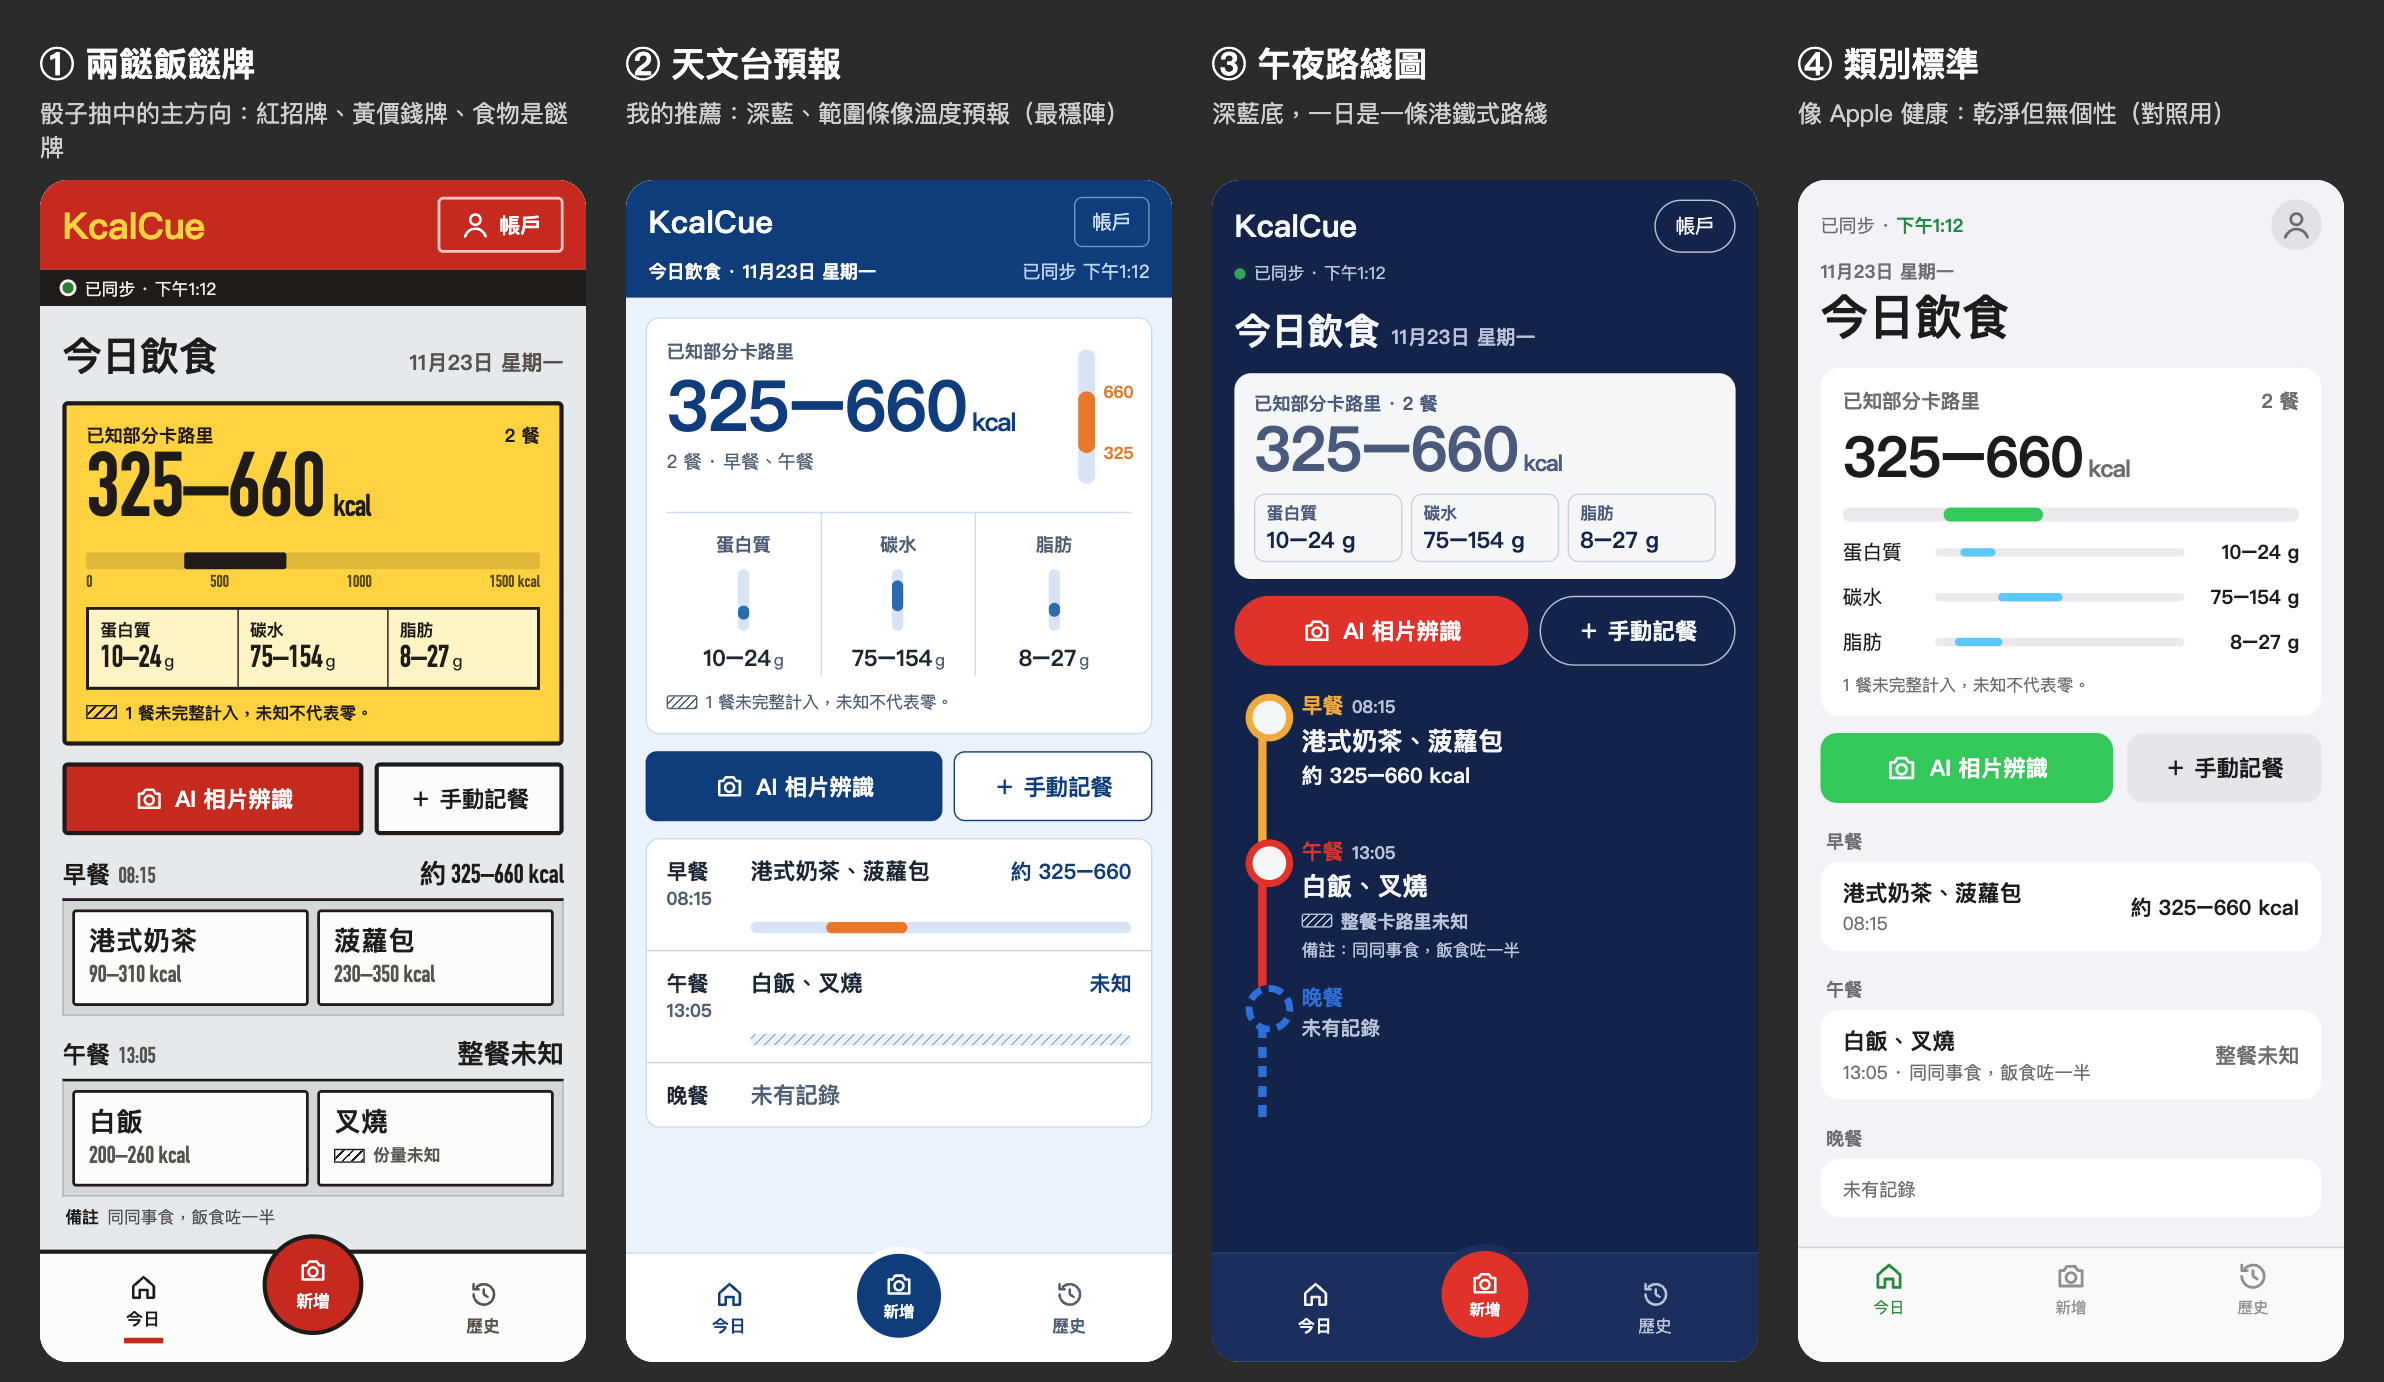 ① 兩餸飯餸牌
骰子抽中的主方向：紅招牌、黃價錢牌、食物是餸
牌
KcalCue
帳戶
已同步 · 下午1:12
今日飲食
11月23日 星期一
已知部分卡路里
2 餐
325–660 kcal
0 500 1000 1500 kcal
蛋白質
10–24 g
碳水
75–154 g
脂肪
8–27 g
1 餐未完整計入，未知不代表零。
AI 相片辨識
+ 手動記餐
早餐 08:15
約 325–660 kcal
港式奶茶
90–310 kcal
菠蘿包
230–350 kcal
午餐 13:05
整餐未知
白飯
200–260 kcal
叉燒
份量未知
備註 同同事食，飯食咗一半
今日
新增
歷史
② 天文台預報
我的推薦：深藍、範圍條像溫度預報（最穩陣）
KcalCue
帳戶
今日飲食 · 11月23日 星期一
已同步 下午1:12
已知部分卡路里
325–660 kcal
660
325
2 餐 · 早餐、午餐
蛋白質
10–24 g
碳水
75–154 g
脂肪
8–27 g
1 餐未完整計入，未知不代表零。
AI 相片辨識
+ 手動記餐
早餐
08:15
港式奶茶、菠蘿包
約 325–660
午餐
13:05
白飯、叉燒
未知
晚餐
未有記錄
今日
新增
歷史
③ 午夜路綫圖
深藍底，一日是一條港鐵式路綫
KcalCue
帳戶
已同步 · 下午1:12
今日飲食 11月23日 星期一
已知部分卡路里 · 2 餐
325–660 kcal
蛋白質
10–24 g
碳水
75–154 g
脂肪
8–27 g
AI 相片辨識
+ 手動記餐
早餐 08:15
港式奶茶、菠蘿包
約 325–660 kcal
午餐 13:05
白飯、叉燒
整餐卡路里未知
備註：同同事食，飯食咗一半
晚餐
未有記錄
今日
新增
歷史
④ 類別標準
像 Apple 健康：乾淨但無個性（對照用）
已同步 · 下午1:12
11月23日 星期一
今日飲食
已知部分卡路里
2 餐
325–660 kcal
蛋白質
10–24 g
碳水
75–154 g
脂肪
8–27 g
1 餐未完整計入，未知不代表零。
AI 相片辨識
+ 手動記餐
早餐
港式奶茶、菠蘿包
08:15
約 325–660 kcal
午餐
白飯、叉燒
13:05 · 同同事食，飯食咗一半
整餐未知
晚餐
未有記錄
今日
新增
歷史